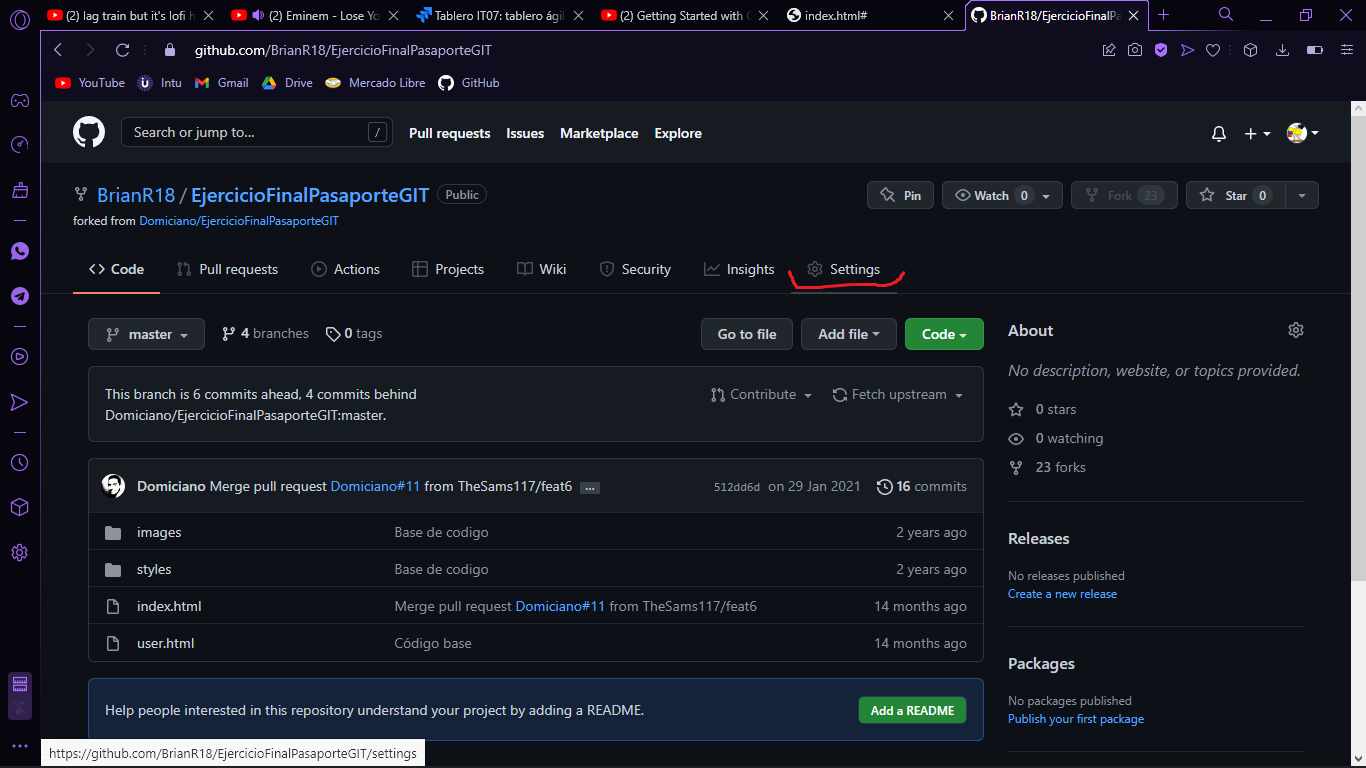 (2) lag train but it's lofi h
(2) Eminem - Lose Yo
Tablero IT07: tablero ágil
(2) Getting Started with
index.html#
BrianR18/EjercicioFinalPa
github.com/BrianR18/EjercicioFinalPasaporteGIT
YouTube Intu Gmail Drive Mercado Libre GitHub
Search or jump to... / Pull requests Issues Marketplace Explore
BrianR18 / EjercicioFinalPasaporteGIT Public Pin Watch 0 Fork 23 Star 0
forked from Domiciano/EjercicioFinalPasaporteGIT
Code Pull requests Actions Projects Wiki Security Insights Settings
master 4 branches 0 tags Go to file Add file Code
This branch is 6 commits ahead, 4 commits behind Contribute Fetch upstream
Domiciano/EjercicioFinalPasaporteGIT:master.
Domiciano Merge pull request Domiciano#11 from TheSams117/feat6 ... 512dd6d on 29 Jan 2021 16 commits
images Base de codigo 2 years ago
styles Base de codigo 2 years ago
index.html Merge pull request Domiciano#11 from TheSams117/feat6 14 months ago
user.html Código base 14 months ago
Help people interested in this repository understand your project by adding a README. Add a README
About
No description, website, or topics provided.
0 stars
0 watching
23 forks
Releases
No releases published
Create a new release
Packages
No packages published
Publish your first package
https://github.com/BrianR18/EjercicioFinalPasaporteGIT/settings